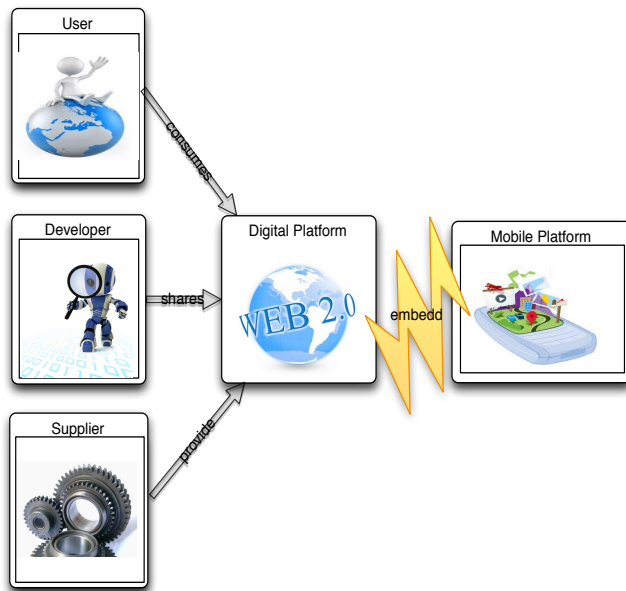 User
consumes
Developer
shares
Digital Platform
WEB 2.0
embedd
Mobile Platform
Supplier
provide